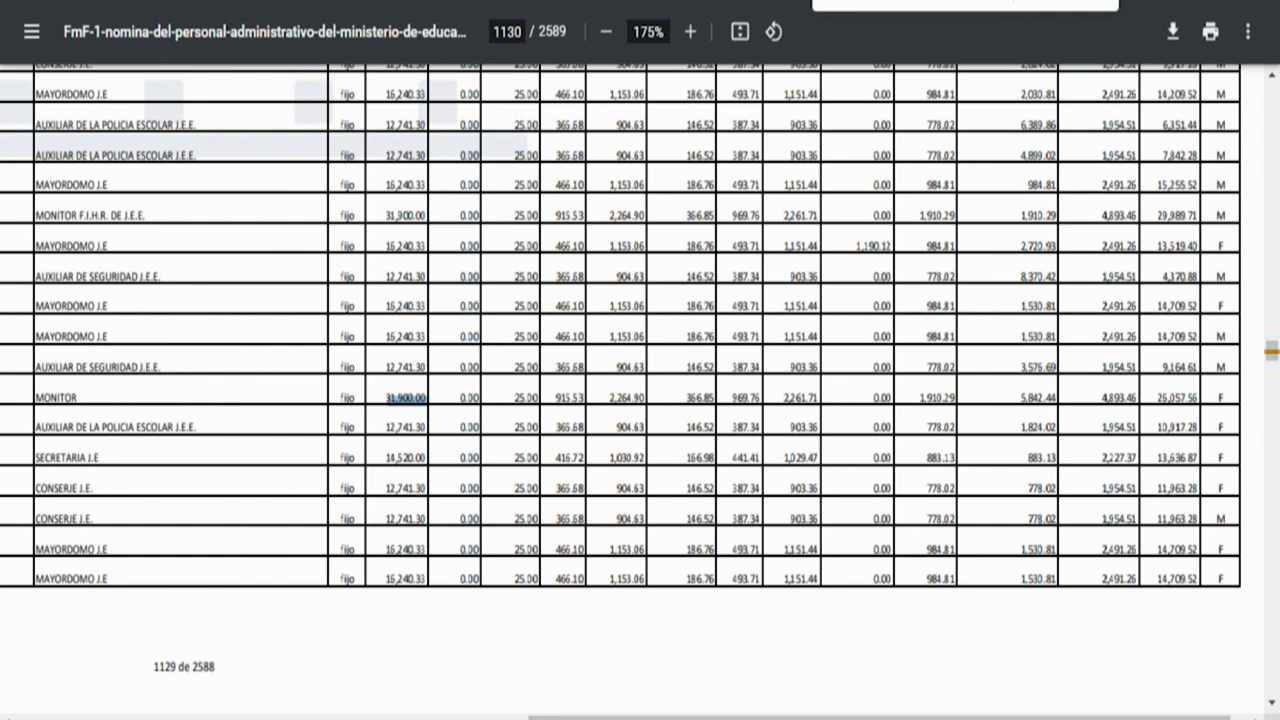 FmF-1-nomina-del-personal-administrativo-del-ministerio-de-educa... 1130 / 2589 175%
MAYORDOMO J.E fijo 16,240.33 0.00 25.00 466.10 1,153.06 186.76 493.71 1,151.44 0.00 984.81 2,030.81 2,491.26 14,209.52 M
AUXILIAR DE LA POLICIA ESCOLAR J.E.E. fijo 12,741.30 0.00 25.00 365.68 904.63 146.52 387.34 903.36 0.00 778.02 6,389.86 1,954.51 6,351.44 M
AUXILIAR DE LA POLICIA ESCOLAR J.E.E. fijo 12,741.30 0.00 25.00 365.68 904.63 146.52 387.34 903.36 0.00 778.02 4,899.02 1,954.51 7,842.28 M
MAYORDOMO J.E fijo 16,240.33 0.00 25.00 466.10 1,153.06 186.76 493.71 1,151.44 0.00 984.81 984.81 2,491.26 15,255.52 M
MONITOR F.I.H.R. DE J.E.E. fijo 31,900.00 0.00 25.00 915.53 2,264.90 366.85 969.76 2,261.71 0.00 1,910.29 1,910.29 4,893.46 29,989.71 M
MAYORDOMO J.E fijo 16,240.33 0.00 25.00 466.10 1,153.06 186.76 493.71 1,151.44 1,190.12 984.81 2,720.93 2,491.26 13,519.40 F
AUXILIAR DE SEGURIDAD J.E.E. fijo 12,741.30 0.00 25.00 365.68 904.63 146.52 387.34 903.36 0.00 778.02 8,370.42 1,954.51 4,370.88 M
MAYORDOMO J.E fijo 16,240.33 0.00 25.00 466.10 1,153.06 186.76 493.71 1,151.44 0.00 984.81 1,530.81 2,491.26 14,709.52 F
MAYORDOMO J.E fijo 16,240.33 0.00 25.00 466.10 1,153.06 186.76 493.71 1,151.44 0.00 984.81 1,530.81 2,491.26 14,709.52 M
AUXILIAR DE SEGURIDAD J.E.E. fijo 12,741.30 0.00 25.00 365.68 904.63 146.52 387.34 903.36 0.00 778.02 3,576.69 1,954.51 9,164.61 M
MONITOR fijo 31,900.00 0.00 25.00 915.53 2,264.90 366.85 969.76 2,261.71 0.00 1,910.29 5,842.44 4,893.46 26,057.56 F
AUXILIAR DE LA POLICIA ESCOLAR J.E.E. fijo 12,741.30 0.00 25.00 365.68 904.63 146.52 387.34 903.36 0.00 778.02 1,824.02 1,954.51 10,917.28 F
SECRETARIA J.E fijo 14,520.00 0.00 25.00 416.72 1,030.92 166.98 441.41 1,029.47 0.00 883.13 883.13 2,227.37 13,636.87 F
CONSERJE J.E. fijo 12,741.30 0.00 25.00 365.68 904.63 146.52 387.34 903.36 0.00 778.02 778.02 1,954.51 11,963.28 F
CONSERJE J.E. fijo 12,741.30 0.00 25.00 365.68 904.63 146.52 387.34 903.36 0.00 778.02 778.02 1,954.51 11,963.28 M
MAYORDOMO J.E fijo 16,240.33 0.00 25.00 466.10 1,153.06 186.76 493.71 1,151.44 0.00 984.81 1,530.81 2,491.26 14,709.52 F
MAYORDOMO J.E fijo 16,240.33 0.00 25.00 466.10 1,153.06 186.76 493.71 1,151.44 0.00 984.81 1,530.81 2,491.26 14,709.52 F
1129 de 2588